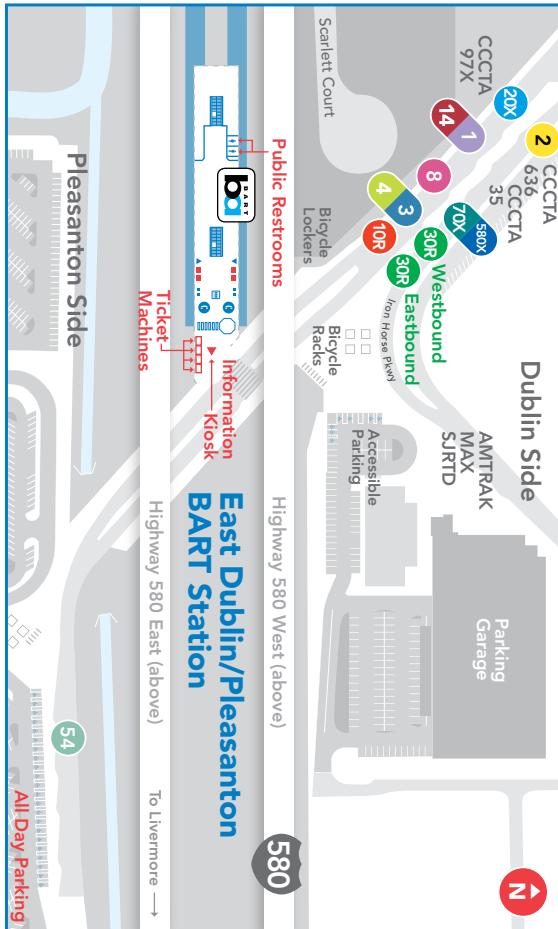 Dublin Side
2
CCCTA
636
CCCTA
35
20X
CCCTA
97X
1
14
580X
70X
8
Westbound
30R
Eastbound
30R
3
4
10R
Iron Horse Pkwy
AMTRAK
MAX
SJRTD
Parking
Garage
N
Scarlett Court
Bicycle
Lockers
Bicycle
Racks
Accessible
Parking
Public Restrooms
Highway 580 West (above)
580
BART
ba
Information
Kiosk
East Dublin/Pleasanton
BART Station
Ticket
Machines
Highway 580 East (above)
To Livermore →
Pleasanton Side
54
All Day Parking